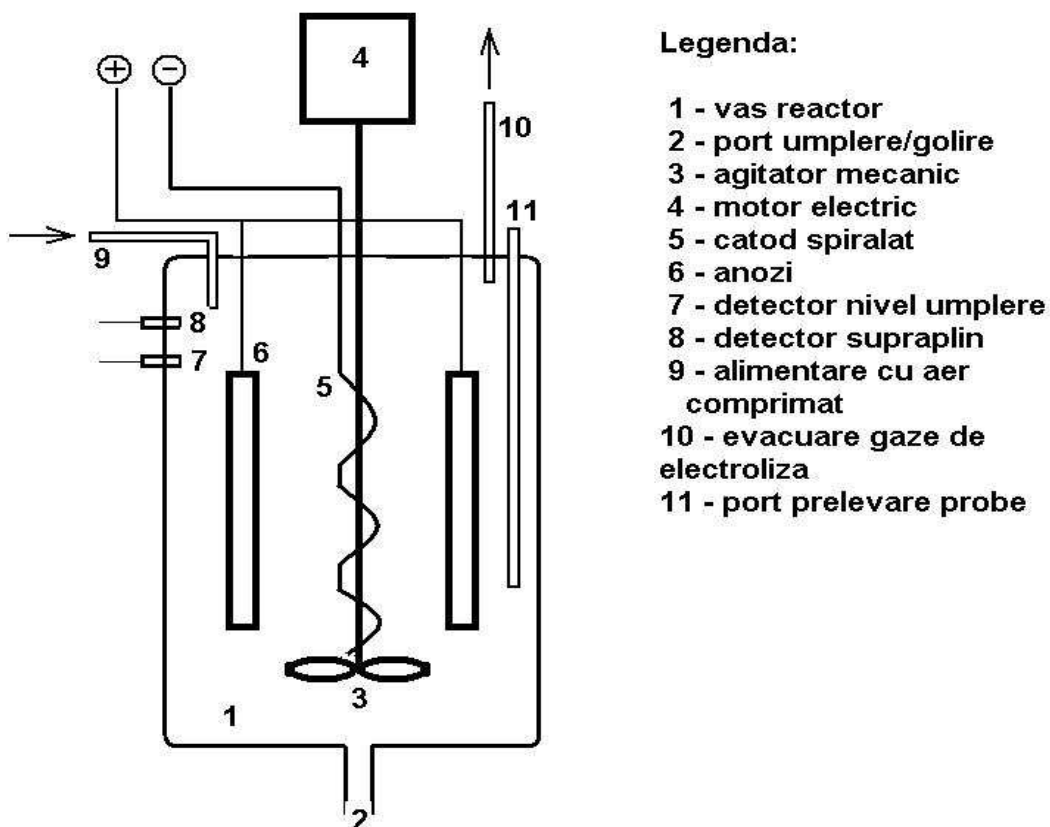 +
−
4
10
11
9
8
7
6
5
3
1
2
Legenda:
1 - vas reactor
2 - port umplere/golire
3 - agitator mecanic
4 - motor electric
5 - catod spiralat
6 - anozi
7 - detector nivel umplere
8 - detector supraplin
9 - alimentare cu aer
comprimat
10 - evacuare gaze de
electroliza
11 - port prelevare probe